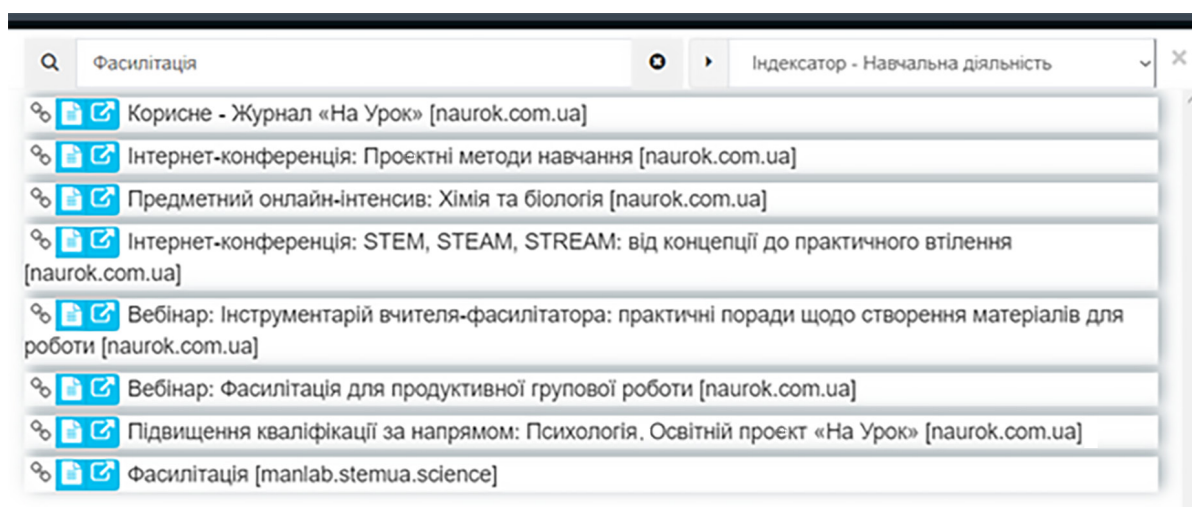 Фасилітація
Індексатор - Навчальна діяльність
Корисне - Журнал «На Урок» [naurok.com.ua]
Інтернет-конференція: Проєктні методи навчання [naurok.com.ua]
Предметний онлайн-інтенсив: Хімія та біологія [naurok.com.ua]
Інтернет-конференція: STEM, STEAM, STREAM: від концепції до практичного втілення
[naurok.com.ua]
Вебінар: Інструментарій вчителя-фасилітатора: практичні поради щодо створення матеріалів для
роботи [naurok.com.ua]
Вебінар: Фасилітація для продуктивної групової роботи [naurok.com.ua]
Підвищення кваліфікації за напрямом: Психологія. Освітній проєкт «На Урок» [naurok.com.ua]
Фасилітація [manlab.stemua.science]